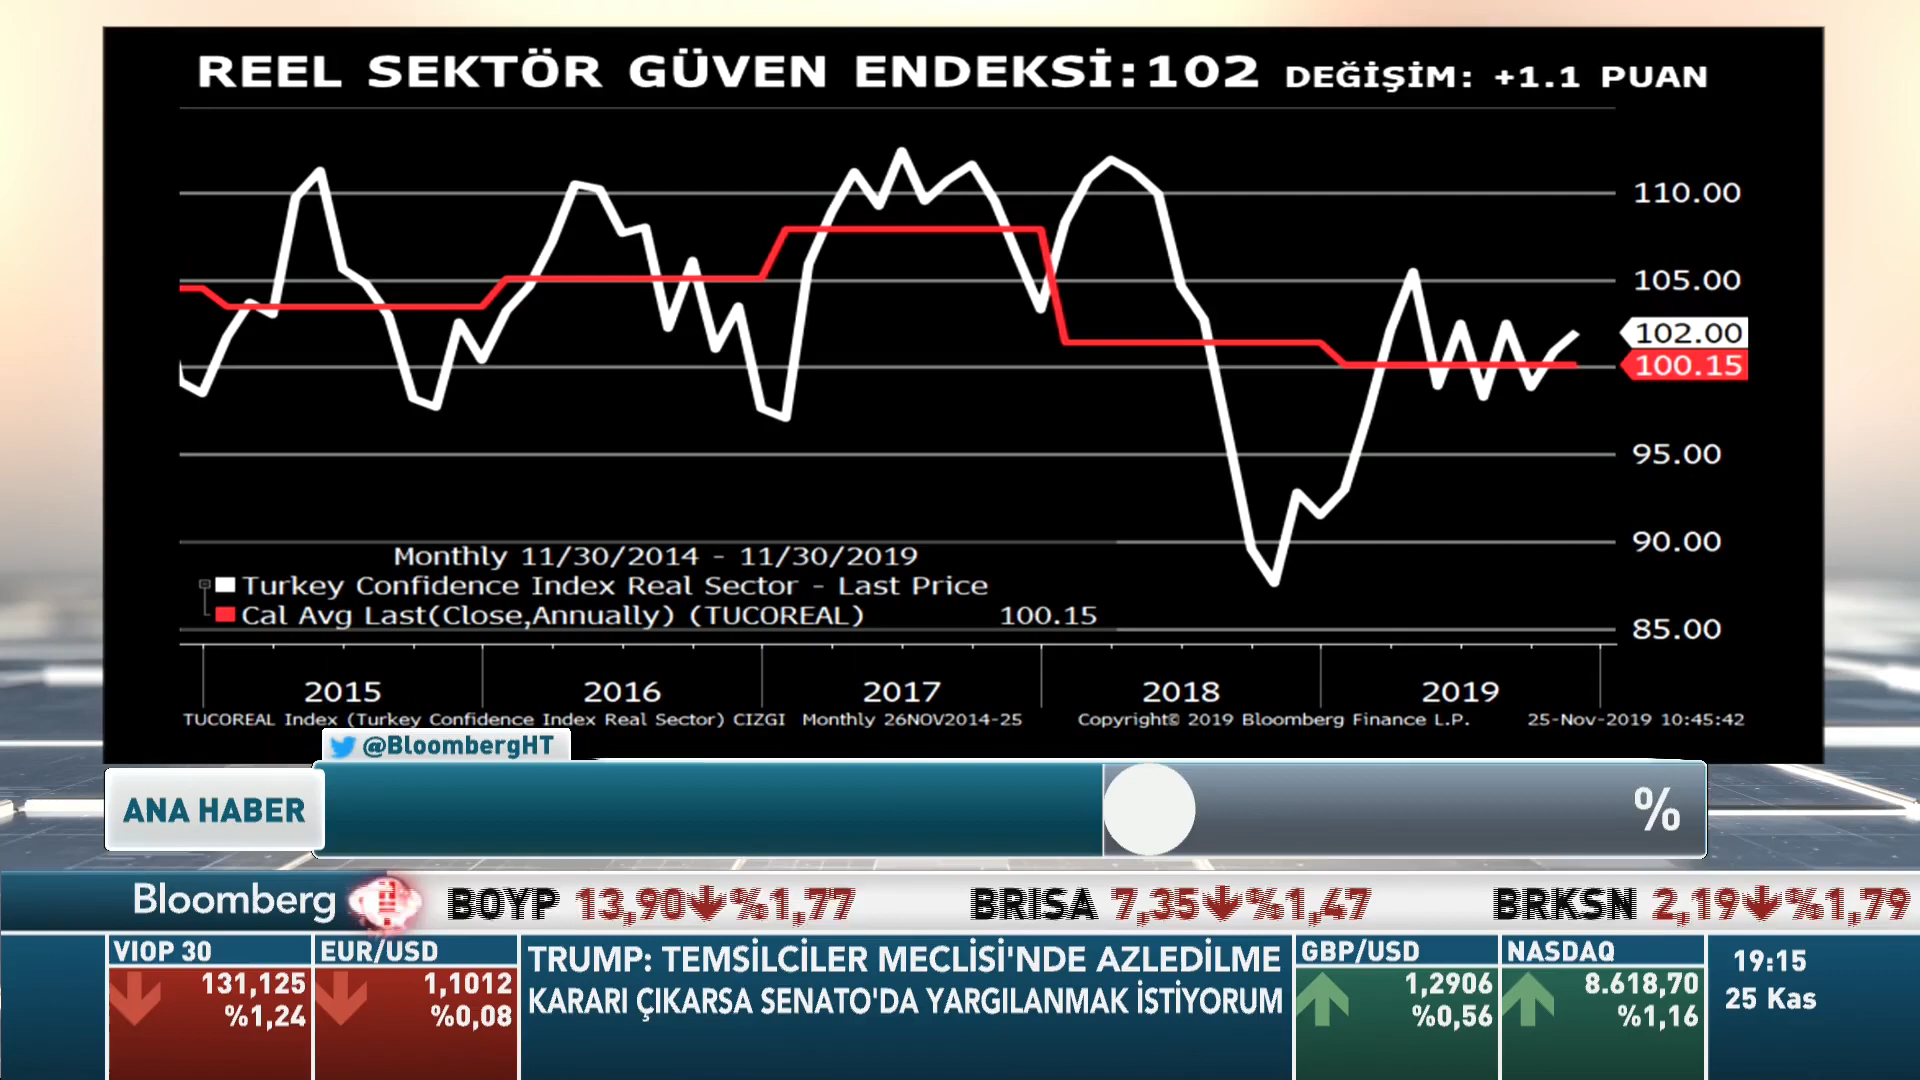 REEL SEKTÖR GÜVEN ENDEKSİ:102 DEĞİŞİM: +1.1 PUAN
110.00
105.00
102.00
100.15
95.00
90.00
85.00
Monthly 11/30/2014 - 11/30/2019
Turkey Confidence Index Real Sector - Last Price
Cal Avg Last(Close,Annually) (TUCOREAL) 100.15
2015 2016 2017 2018 2019
TUCOREAL Index (Turkey Confidence Index Real Sector) CIZGI Monthly 26NOV2014-25 Copyright© 2019 Bloomberg Finance L.P. 25-Nov-2019 10:45:42
@BloombergHT
ANA HABER
%
Bloomberg
BOYP 13,90 %1,77 BRISA 7,35 %1,47 BRKSN 2,19 %1,79
VIOP 30
131,125
%1,24
EUR/USD
1,1012
%0,08
TRUMP: TEMSİLCİLER MECLİSİ'NDE AZLEDİLME
KARARI ÇIKARSA SENATO'DA YARGILANMAK İSTİYORUM
GBP/USD
1,2906
%0,56
NASDAQ
8.618,70
%1,16
19:15
25 Kas